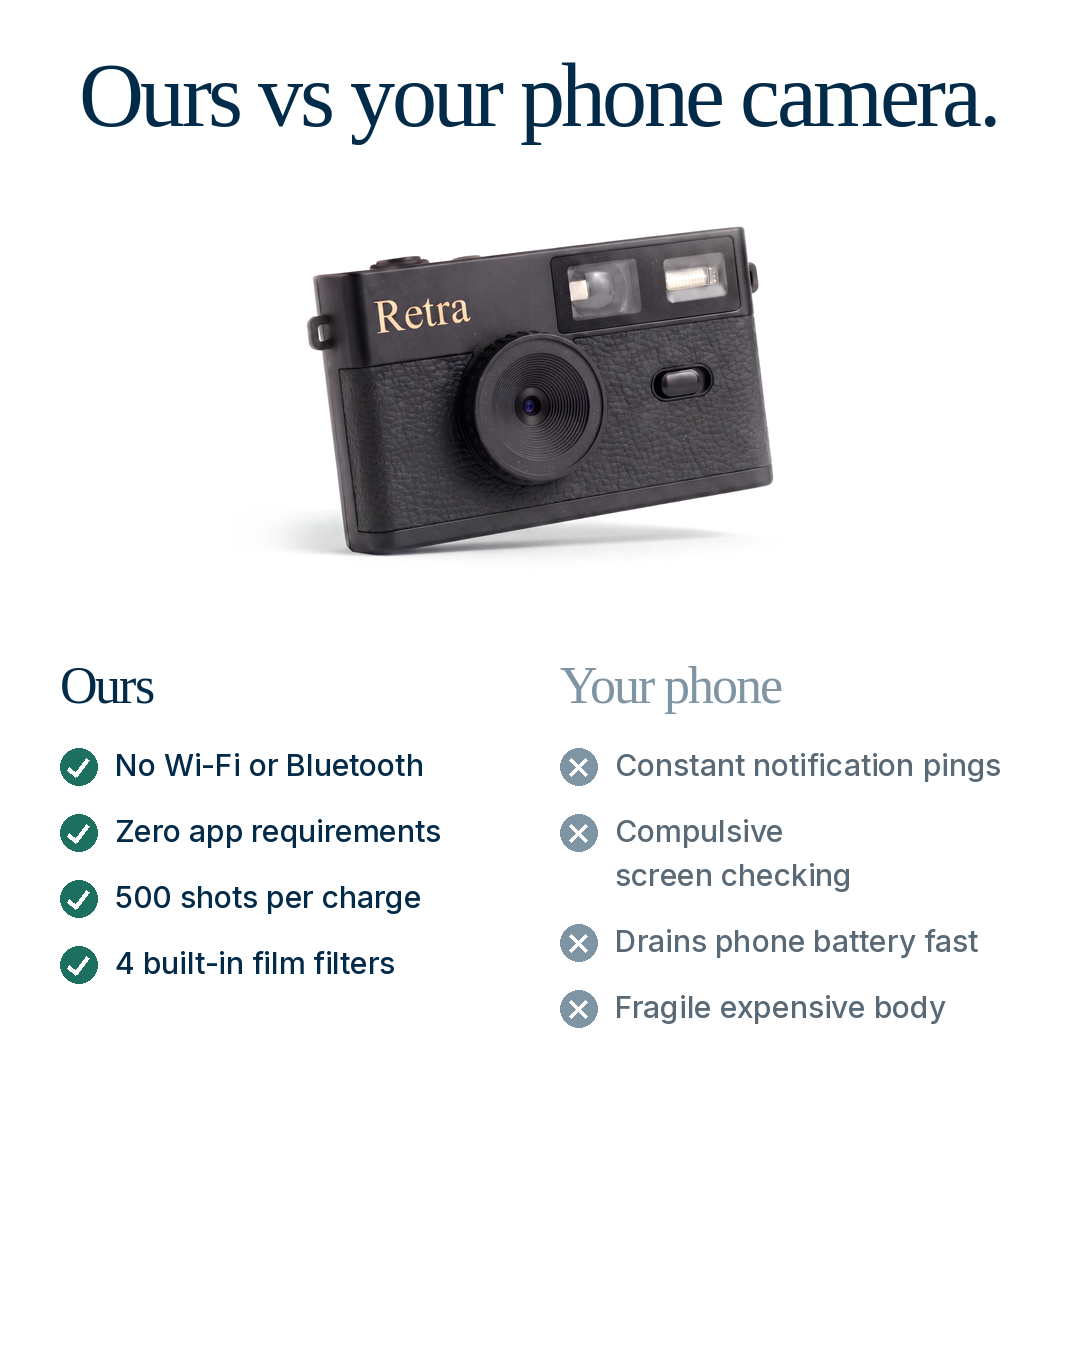 Ours vs your phone camera.
Retra
Ours
No Wi-Fi or Bluetooth
Zero app requirements
500 shots per charge
4 built-in film filters
Your phone
Constant notification pings
Compulsive
screen checking
Drains phone battery fast
Fragile expensive body